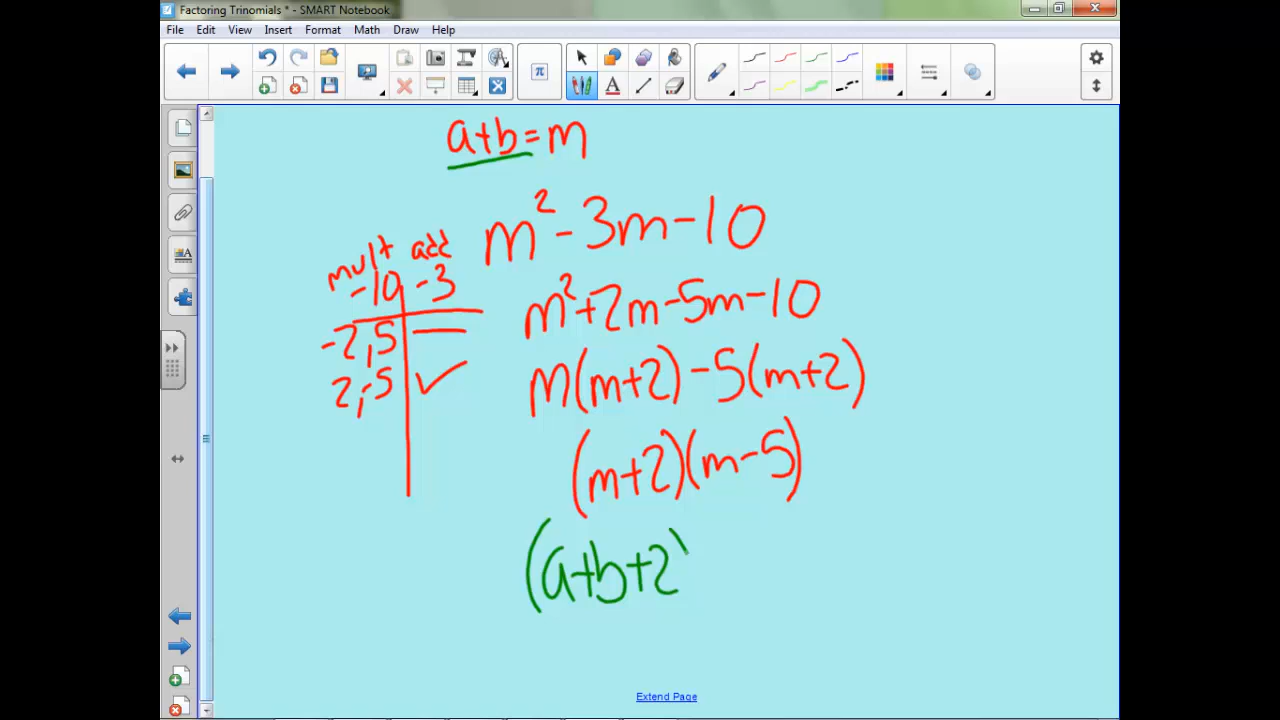 Factoring Trinomials * - SMART Notebook
File Edit View Insert Format Math Draw Help
π
A
a+b=m
m²-3m-10
mult add
-10 -3
m²+2m-5m-10
-2,5
m(m+2)-5(m+2)
2,-5 ✓
(m+2)(m-5)
(a+b+2)
Extend Page